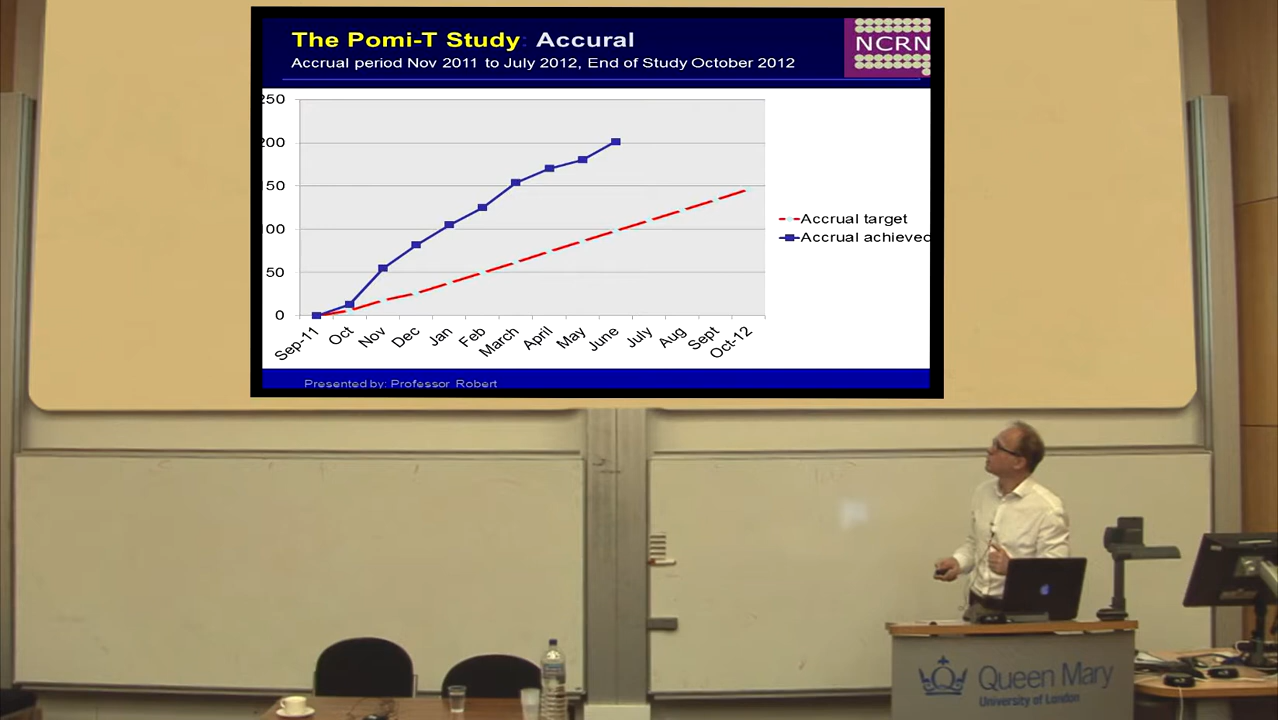 The Pomi-T Study: Accural
Accrual period Nov 2011 to July 2012, End of Study October 2012
NCRN
250
200
150
100
50
0
Sep-11
Oct
Nov
Dec
Jan
Feb
March
April
May
June
July
Aug
Sept
Oct-12
Accrual target
Accrual achieved
Presented by: Professor Robert
Queen Mary
University of London